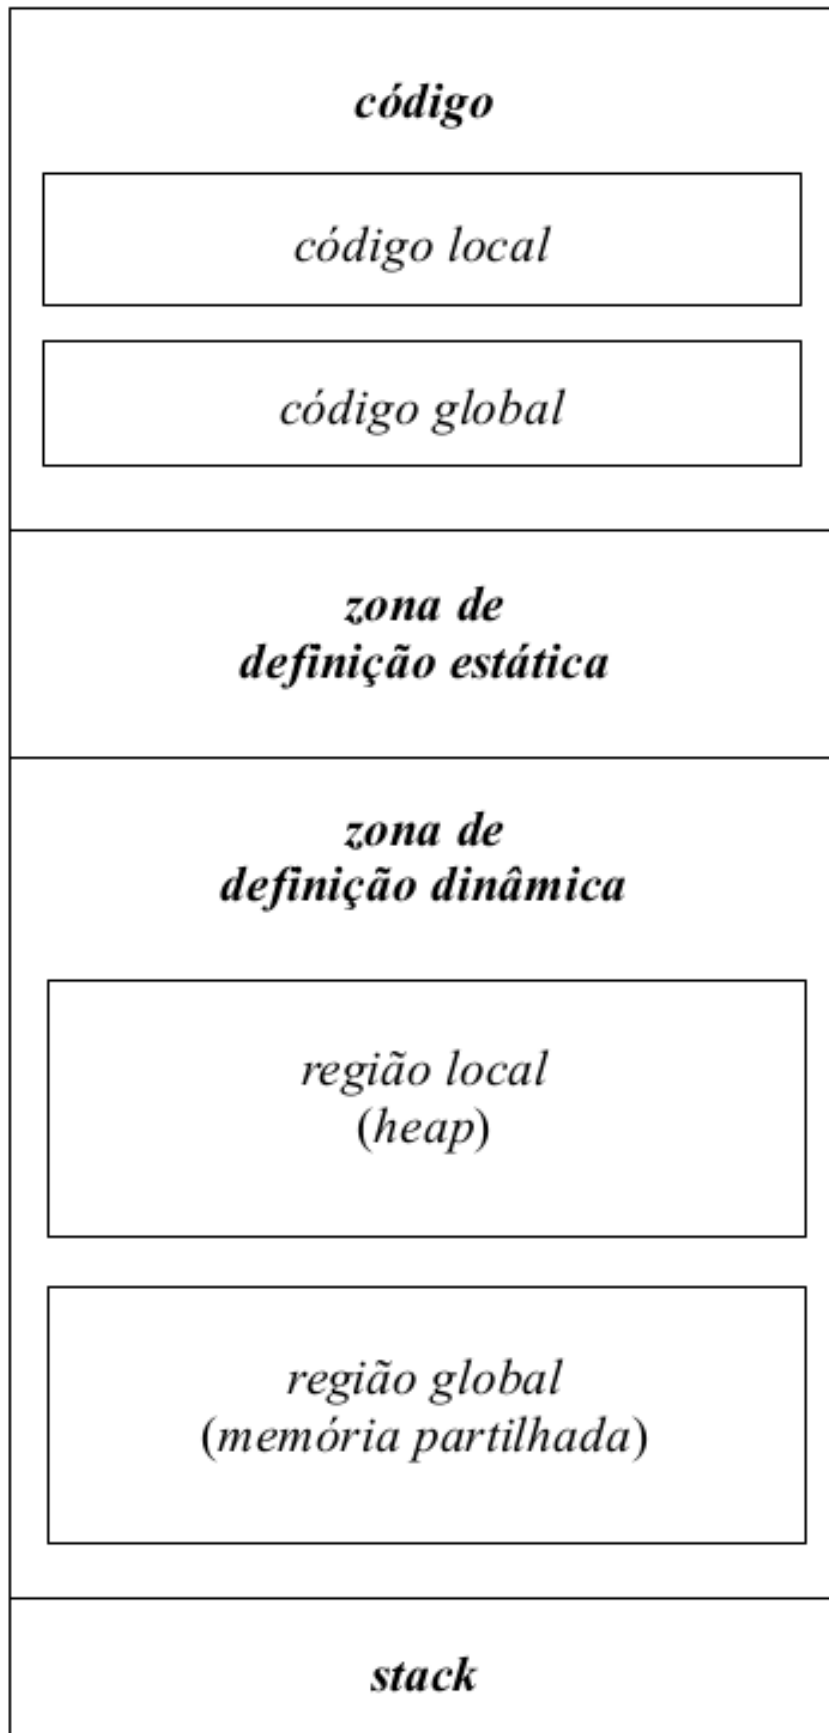 código
código local
código global
zona de
definição estática
zona de
definição dinâmica
região local
(heap)
região global
(memória partilhada)
stack